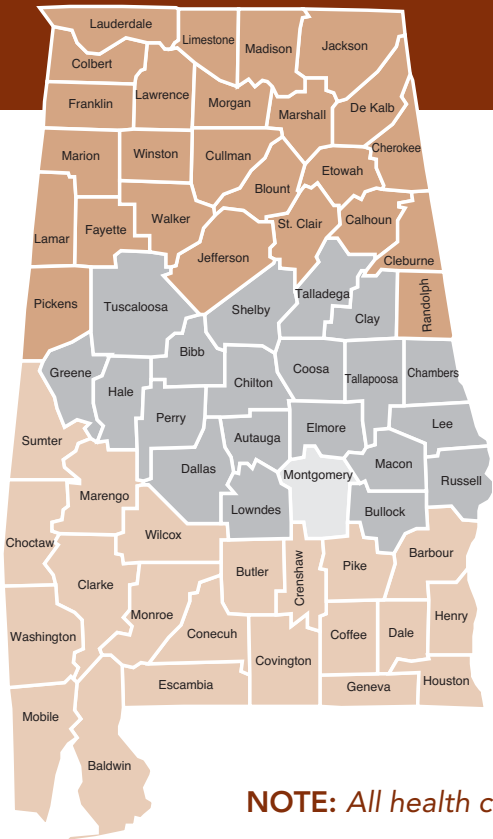 Lauderdale
Limestone
Madison
Jackson
Colbert
Franklin
Lawrence
Morgan
Marshall
De Kalb
Cherokee
Marion
Winston
Cullman
Etowah
Blount
Lamar
Fayette
Walker
St. Clair
Calhoun
Jefferson
Cleburne
Pickens
Tuscaloosa
Shelby
Talladega
Clay
Randolph
Greene
Hale
Bibb
Chilton
Coosa
Tallapoosa
Chambers
Sumter
Perry
Autauga
Elmore
Lee
Dallas
Montgomery
Macon
Russell
Marengo
Lowndes
Bullock
Choctaw
Wilcox
Butler
Crenshaw
Pike
Barbour
Clarke
Monroe
Washington
Conecuh
Covington
Coffee
Dale
Henry
Escambia
Geneva
Houston
Mobile
Baldwin
NOTE: All health c